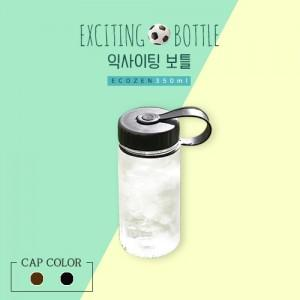 EXCITING BOTTLE
익사이팅 보틀
ECOZEN 350ml
CAP COLOR